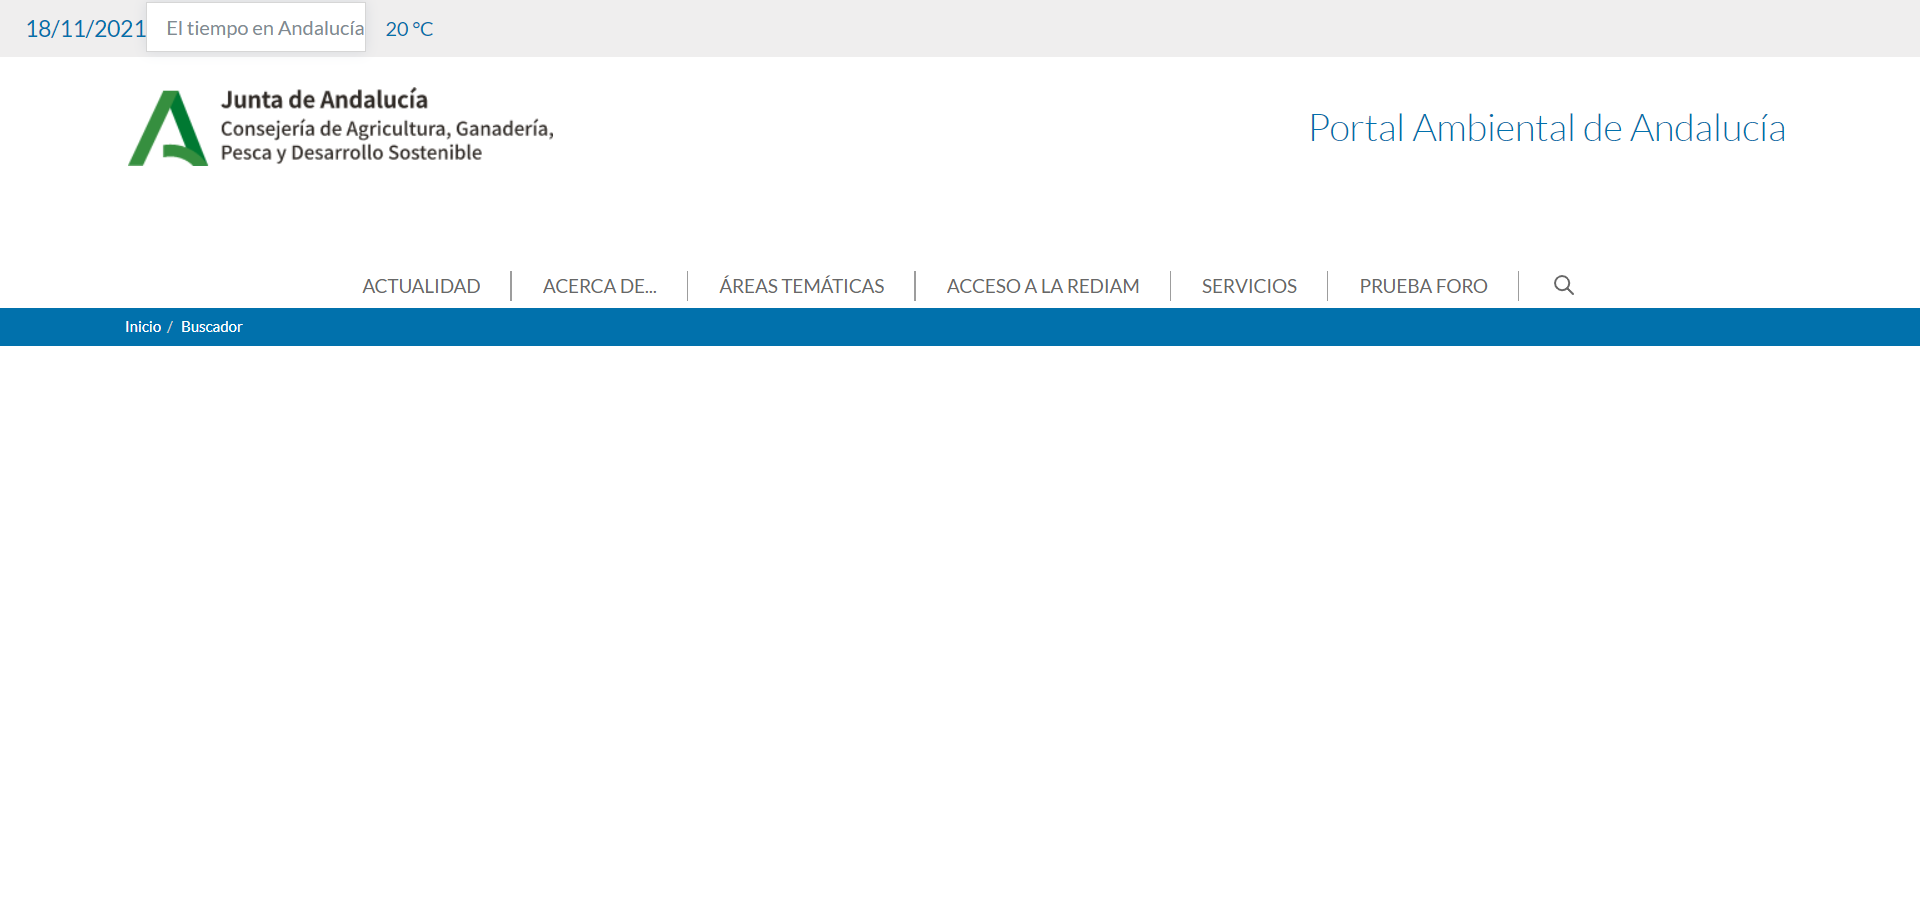 18/11/2021 El tiempo en Andalucía 20 °C
Junta de Andalucía
Consejería de Agricultura, Ganadería,
Pesca y Desarrollo Sostenible
Portal Ambiental de Andalucía
ACTUALIDAD ACERCA DE... ÁREAS TEMÁTICAS ACCESO A LA REDIAM SERVICIOS PRUEBA FORO
Inicio / Buscador